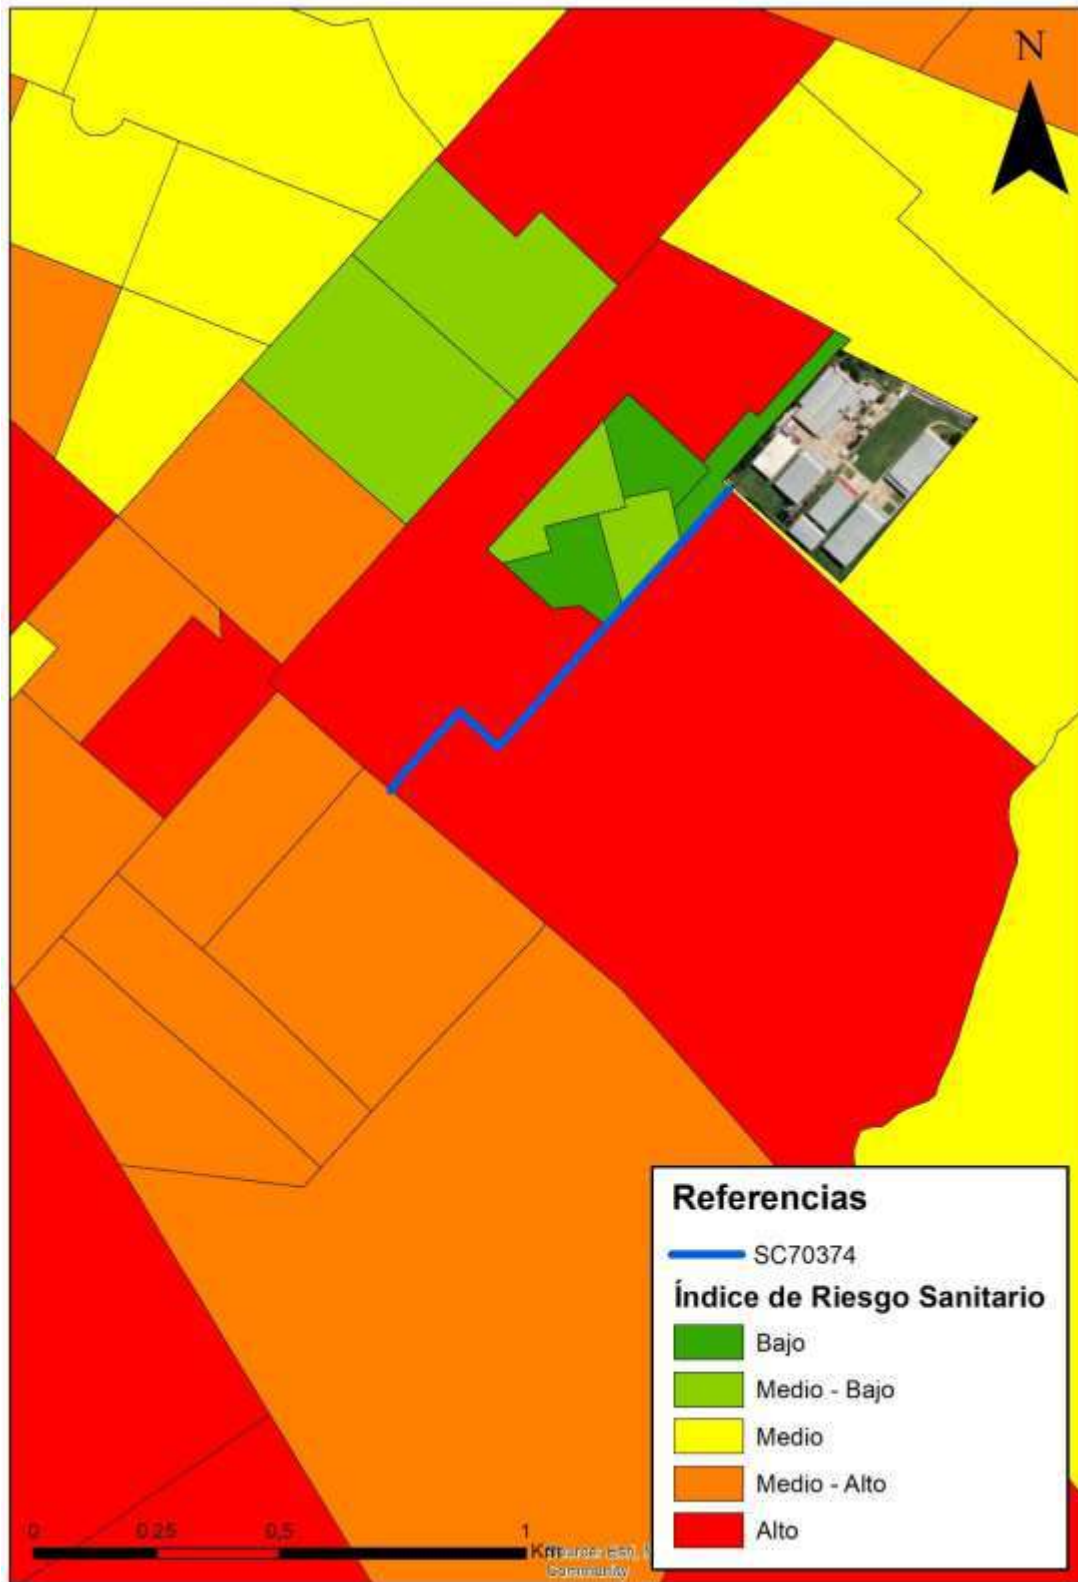 N
Referencias
SC70374
Índice de Riesgo Sanitario
Bajo
Medio - Bajo
Medio
Medio - Alto
Alto
0 0.25 0,5 1
Km
Community